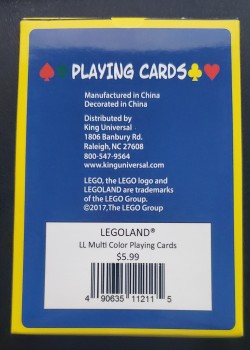 PLAYING CARDS
Manufactured in China
Decorated in China
Distributed by
King Universal
1806 Banbury Rd.
Raleigh, NC 27608
800-547-9564
www.kinguniversal.com
LEGO, the LEGO logo and
LEGOLAND are trademarks
of the LEGO Group.
©2017,The LEGO Group
LEGOLAND®
LL Multi Color Playing Cards
$5.99
4 90635 11211 5